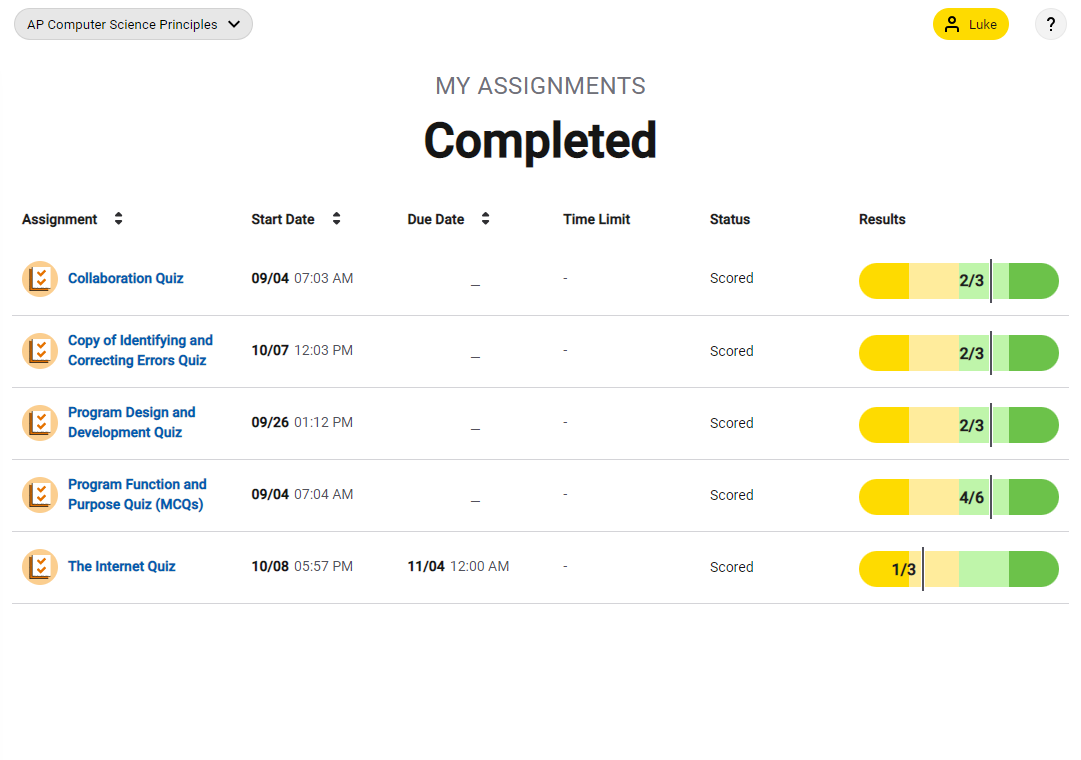 AP Computer Science Principles
Luke
?
MY ASSIGNMENTS
Completed
Assignment Start Date Due Date Time Limit Status Results
Collaboration Quiz 09/04 07:03 AM _ - Scored 2/3
Copy of Identifying and
Correcting Errors Quiz 10/07 12:03 PM _ - Scored 2/3
Program Design and
Development Quiz 09/26 01:12 PM _ - Scored 2/3
Program Function and
Purpose Quiz (MCQs) 09/04 07:04 AM _ - Scored 4/6
The Internet Quiz 10/08 05:57 PM 11/04 12:00 AM - Scored 1/3